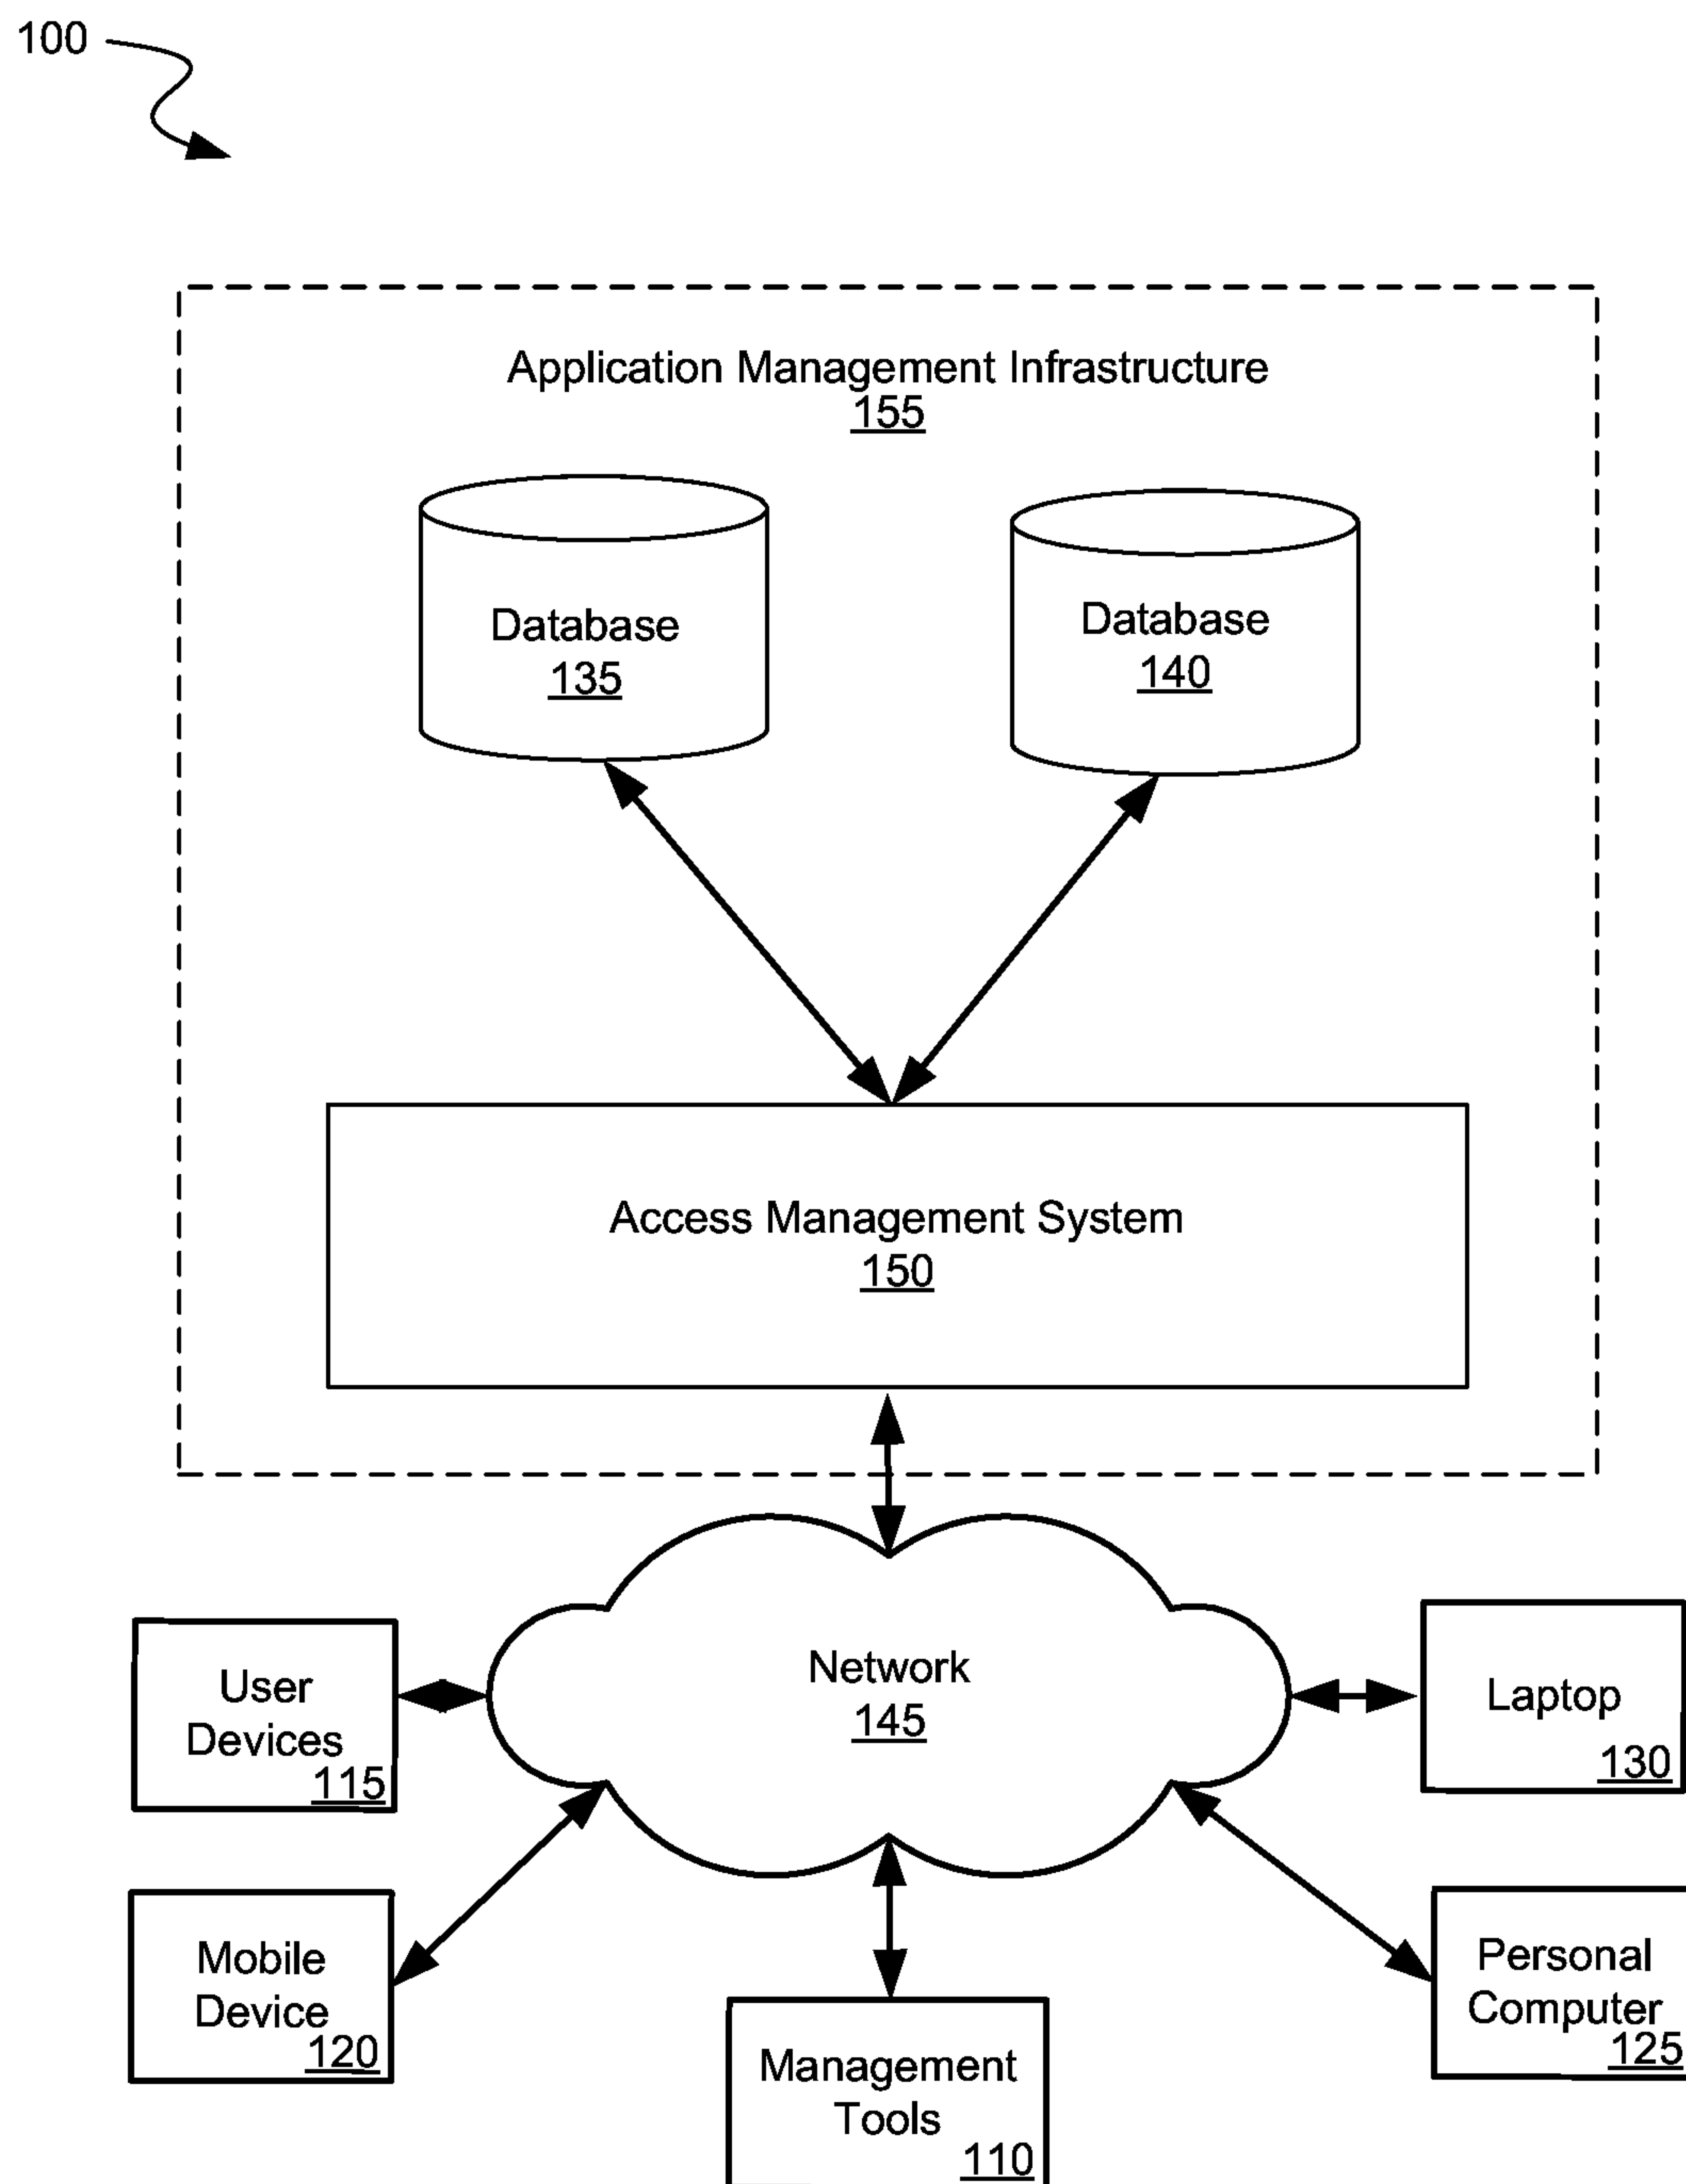 100
Application Management Infrastructure
155
Database
135
Database
140
Access Management System
150
Network
145
User
Devices
115
Laptop
130
Mobile
Device
120
Personal
Computer
125
Management
Tools
110